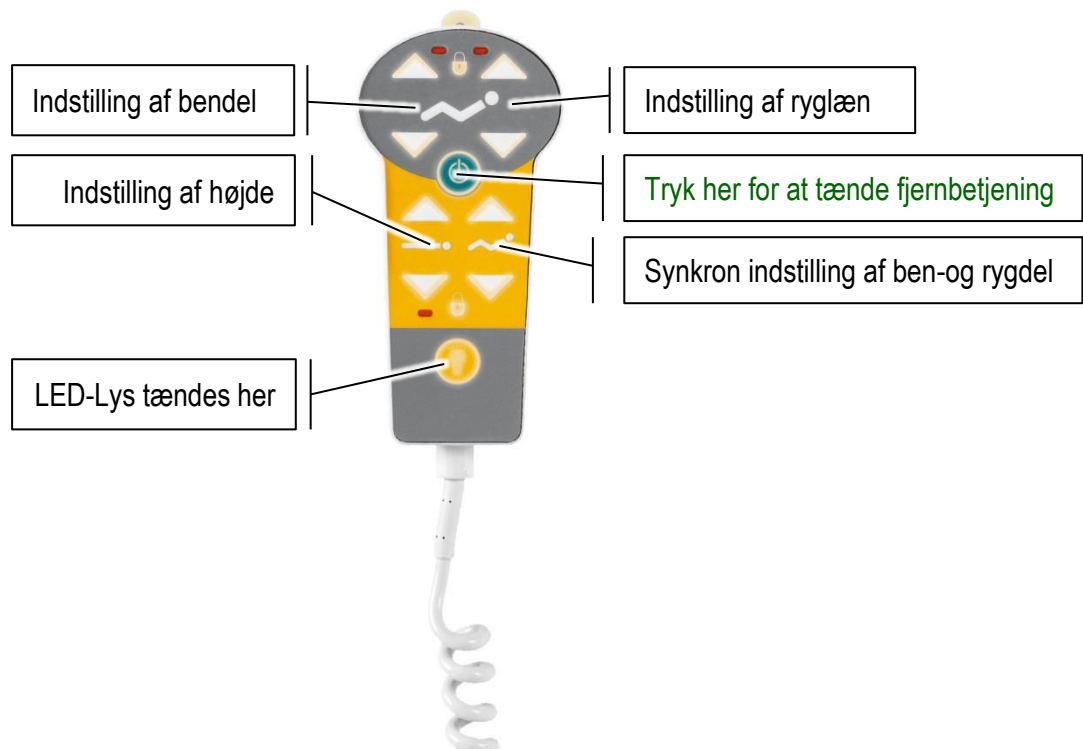 Indstilling af bendel
Indstilling af ryglæn
Indstilling af højde
Tryk her for at tænde fjernbetjening
Synkron indstilling af ben-og rygdel
LED-Lys tændes her